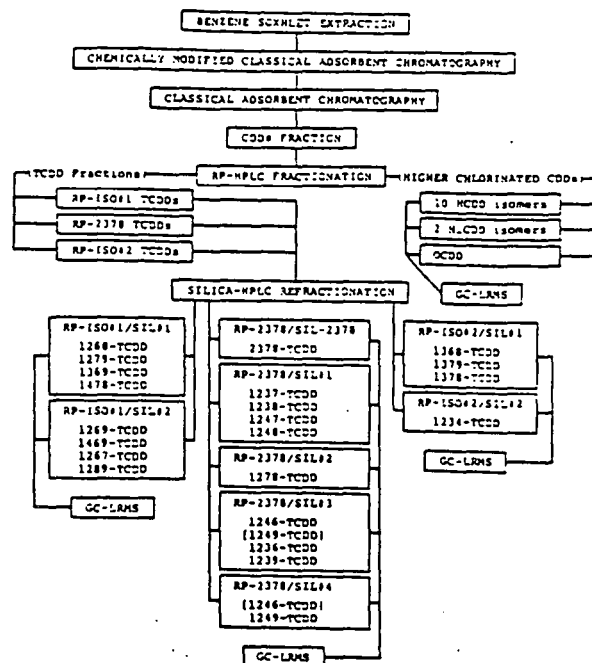 BENZENE SOXHLET EXTRACTION
CHEMICALLY MODIFIED CLASSICAL ADSORBENT CHROMATOGRAPHY
CLASSICAL ADSORBENT CHROMATOGRAPHY
CDDs FRACTION
(TCDD Fractions)
RP-HPLC FRACTIONATION
(HIGHER CHLORINATED CDDs)
RP-ISO#1 TCDDs
RP-2378 TCDDs
RP-ISO#2 TCDDs
10 HCDD isomers
2 H₇CDD isomers
OCDD
GC-LRMS
SILICA-HPLC REFRACTIONATION
RP-ISO#1/SIL#1
1268-TCDD
1279-TCDD
1369-TCDD
1478-TCDD
RP-ISO#1/SIL#2
1269-TCDD
1469-TCDD
1267-TCDD
1289-TCDD
GC-LRMS
RP-2378/SIL-2378
2378-TCDD
RP-2378/SIL#1
1237-TCDD
1238-TCDD
1247-TCDD
1248-TCDD
RP-2378/SIL#2
1278-TCDD
RP-2378/SIL#3
1246-TCDD
[1249-TCDD]
1236-TCDD
1239-TCDD
RP-2378/SIL#4
[1246-TCDD]
1249-TCDD
GC-LRMS
RP-ISO#2/SIL#1
1368-TCDD
1379-TCDD
1378-TCDD
RP-ISO#2/SIL#2
1234-TCDD
GC-LRMS